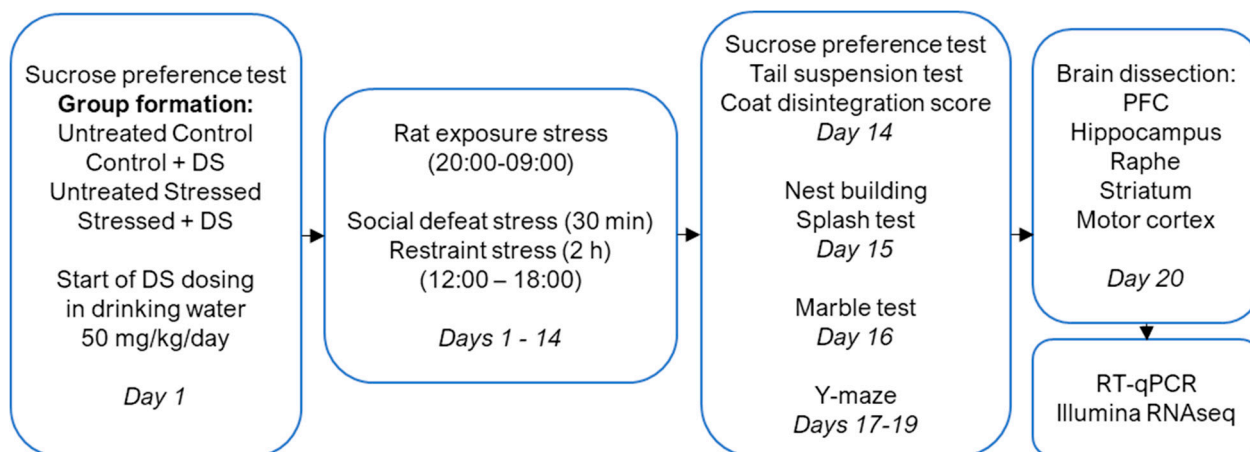 Sucrose preference test
Group formation:
Untreated Control
Control + DS
Untreated Stressed
Stressed + DS
Start of DS dosing
in drinking water
50 mg/kg/day
Day 1
Rat exposure stress
(20:00-09:00)
Social defeat stress (30 min)
Restraint stress (2 h)
(12:00 – 18:00)
Days 1 - 14
Sucrose preference test
Tail suspension test
Coat disintegration score
Day 14
Nest building
Splash test
Day 15
Marble test
Day 16
Y-maze
Days 17-19
Brain dissection:
PFC
Hippocampus
Raphe
Striatum
Motor cortex
Day 20
RT-qPCR
Illumina RNAseq